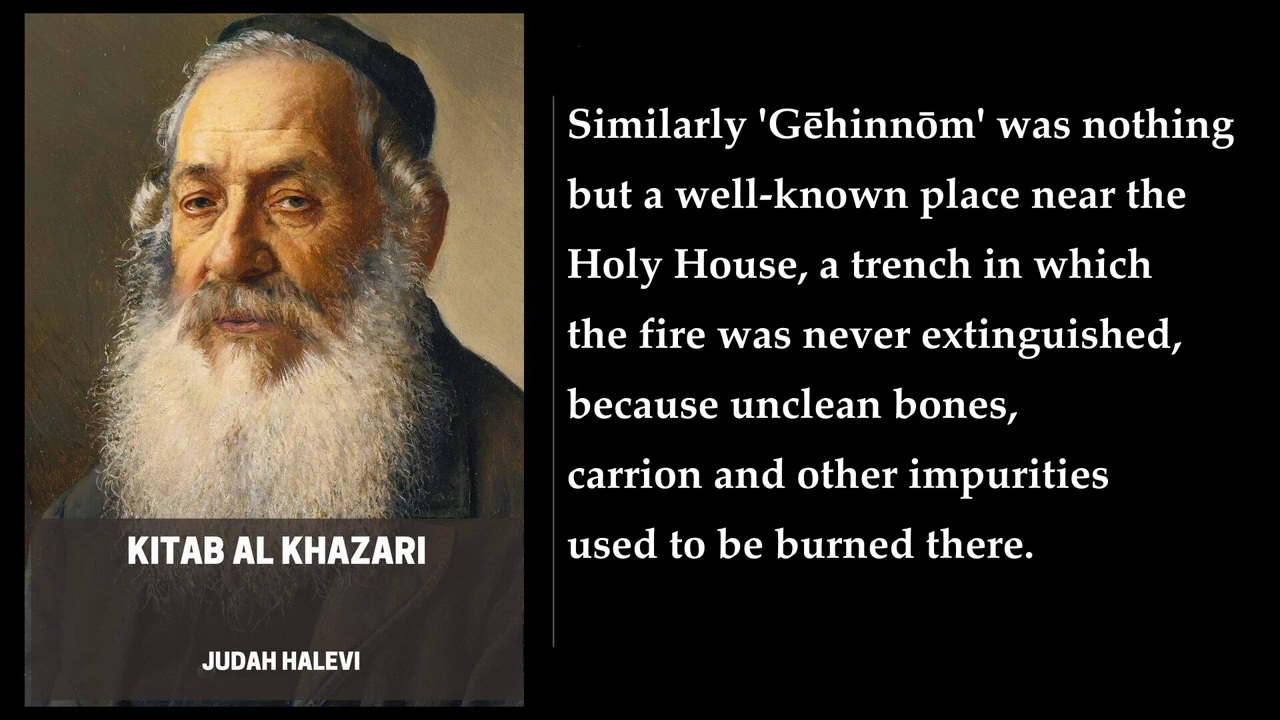 KITAB AL KHAZARI
JUDAH HALEVI
Similarly 'Gēhinnōm' was nothing
but a well-known place near the
Holy House, a trench in which
the fire was never extinguished,
because unclean bones,
carrion and other impurities
used to be burned there.